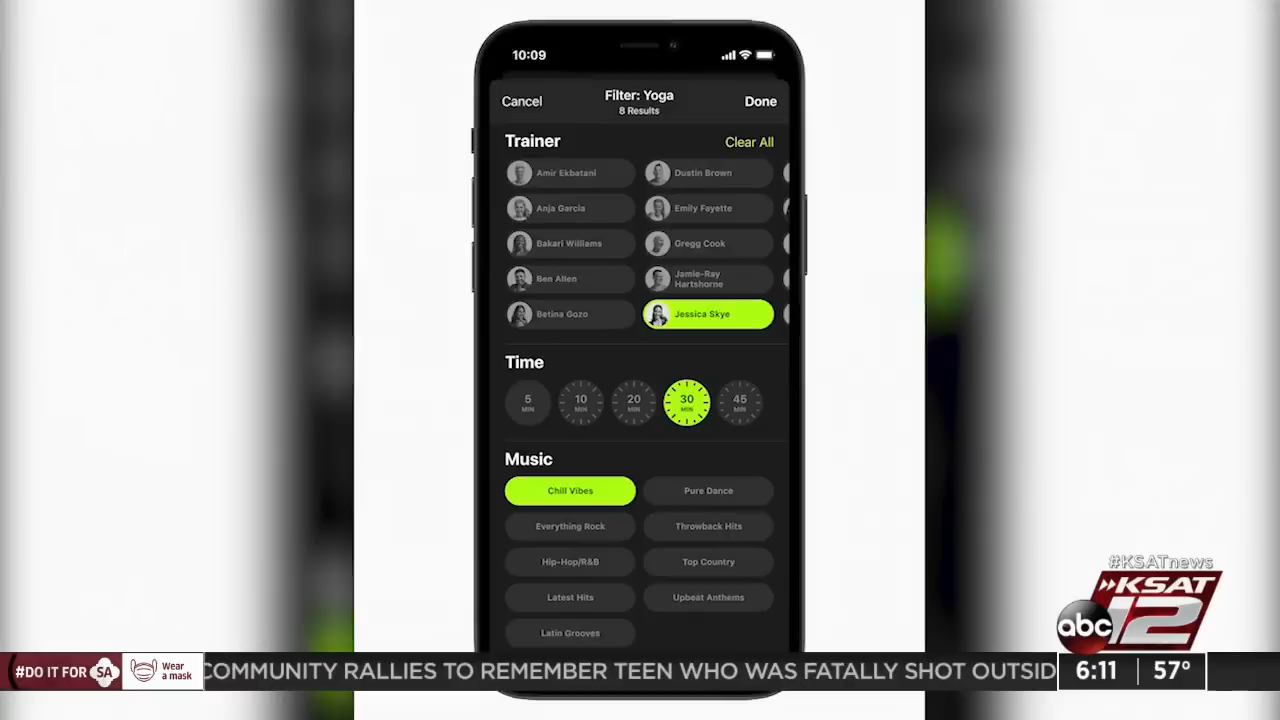 10:09
Cancel
Filter: Yoga
8 Results
Done
Trainer
Clear All
Amir Ekbatani
Dustin Brown
Anja Garcia
Emily Fayette
Bakari Williams
Gregg Cook
Ben Allen
Jamie-Ray
Hartshorne
Betina Gozo
Jessica Skye
Time
5
MIN
10
MIN
20
MIN
30
MIN
45
MIN
Music
Chill Vibes
Pure Dance
Everything Rock
Throwback Hits
Hip-Hop/R&B
Top Country
Latest Hits
Upbeat Anthems
Latin Grooves
#KSATnews
KSAT
abc
12
#DO IT FOR SA
Wear
a mask
COMMUNITY RALLIES TO REMEMBER TEEN WHO WAS FATALLY SHOT OUTSID
6:11
57°